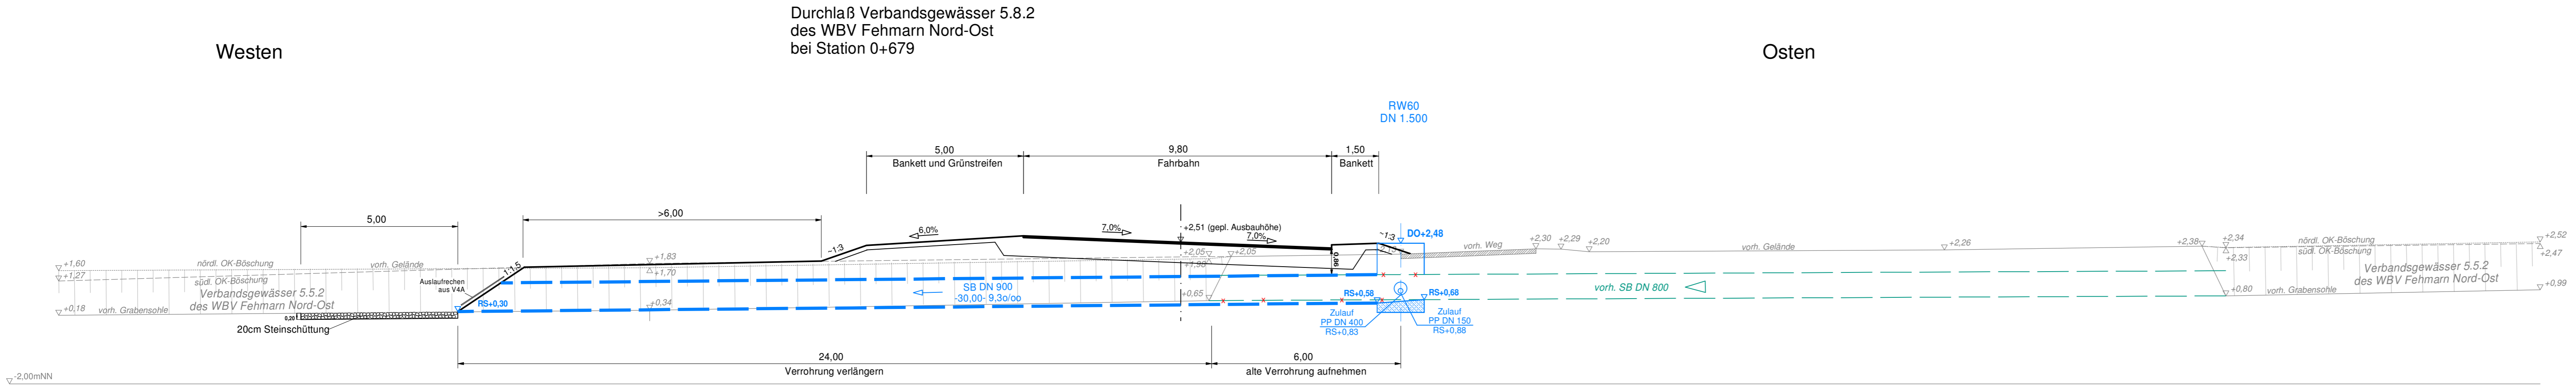 Durchlaß Verbandsgewässer 5.8.2
des WBV Fehmarn Nord-Ost
bei Station 0+679
Westen
Osten
RW60
DN 1.500
5,00
Bankett und Grünstreifen
9,80
Fahrbahn
1,50
Bankett
5,00
>6,00
6,0%
7,0%
+2,51 (gepl. Ausbauhöhe)
7,0%
~1:3
~1:3
DO+2,48
vorh. Weg
+2,30
+2,29
+2,20
vorh. Gelände
+2,26
+2,38
+2,34
+2,33
nördl. OK-Böschung
südl. OK-Böschung
+2,52
+2,47
+1,60
+1,27
nördl. OK-Böschung
südl. OK-Böschung
vorh. Gelände
1:1,5
+1,83
+1,70
+2,05
+2,05
0,86
Auslaufrechen
aus V4A
Verbandsgewässer 5.5.2
des WBV Fehmarn Nord-Ost
RS+0,30
+0,34
SB DN 900
-30,00- 9,3o/oo
+0,65
RS+0,58
RS+0,68
vorh. SB DN 800
Verbandsgewässer 5.5.2
des WBV Fehmarn Nord-Ost
+0,80
vorh. Grabensohle
+0,99
+0,18
vorh. Grabensohle
0,20
20cm Steinschüttung
Zulauf
PP DN 400
RS+0,83
Zulauf
PP DN 150
RS+0,88
24,00
Verrohrung verlängern
6,00
alte Verrohrung aufnehmen
-2,00mNN